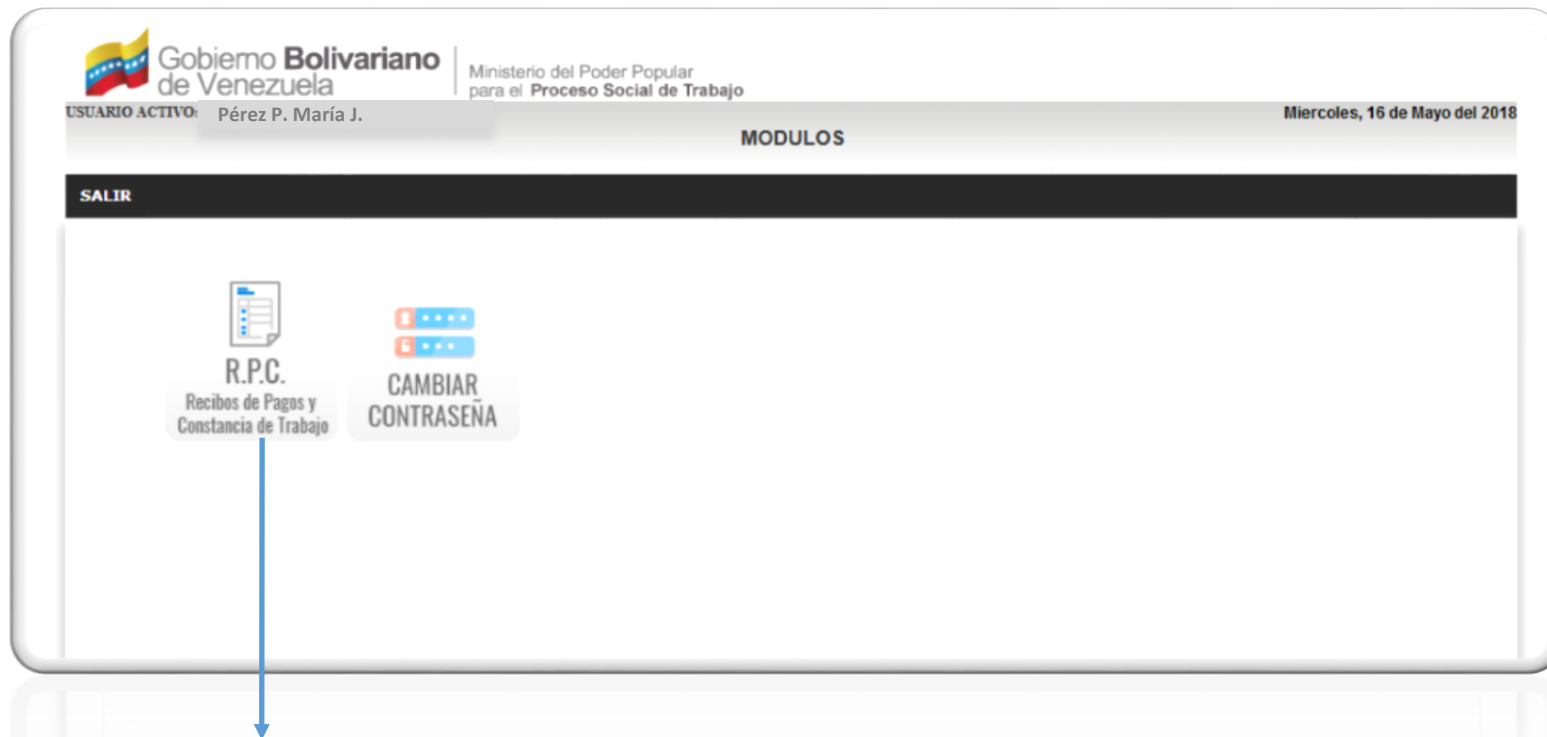 Gobierno Bolivariano
de Venezuela
Ministerio del Poder Popular
para el Proceso Social de Trabajo
USUARIO ACTIVO: Pérez P. María J.
Miercoles, 16 de Mayo del 2018
MODULOS
SALIR
R.P.C.
Recibos de Pagos y
Constancia de Trabajo
CAMBIAR
CONTRASEÑA